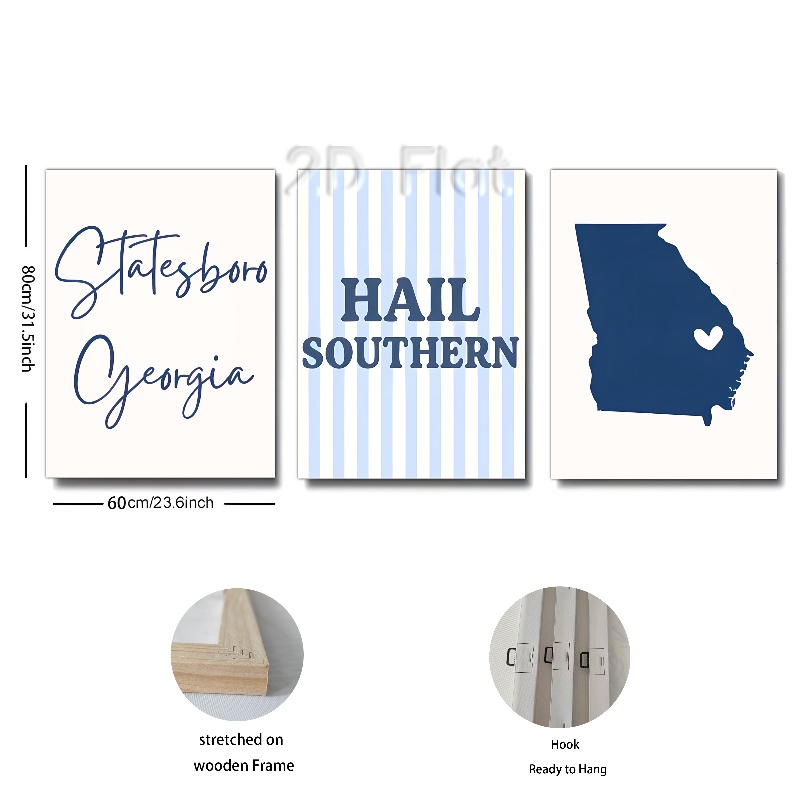 2D Flat
80cm/31.5inch
Statesboro
Georgia
HAIL
SOUTHERN
60cm/23.6inch
stretched on
wooden Frame
Hook
Ready to Hang